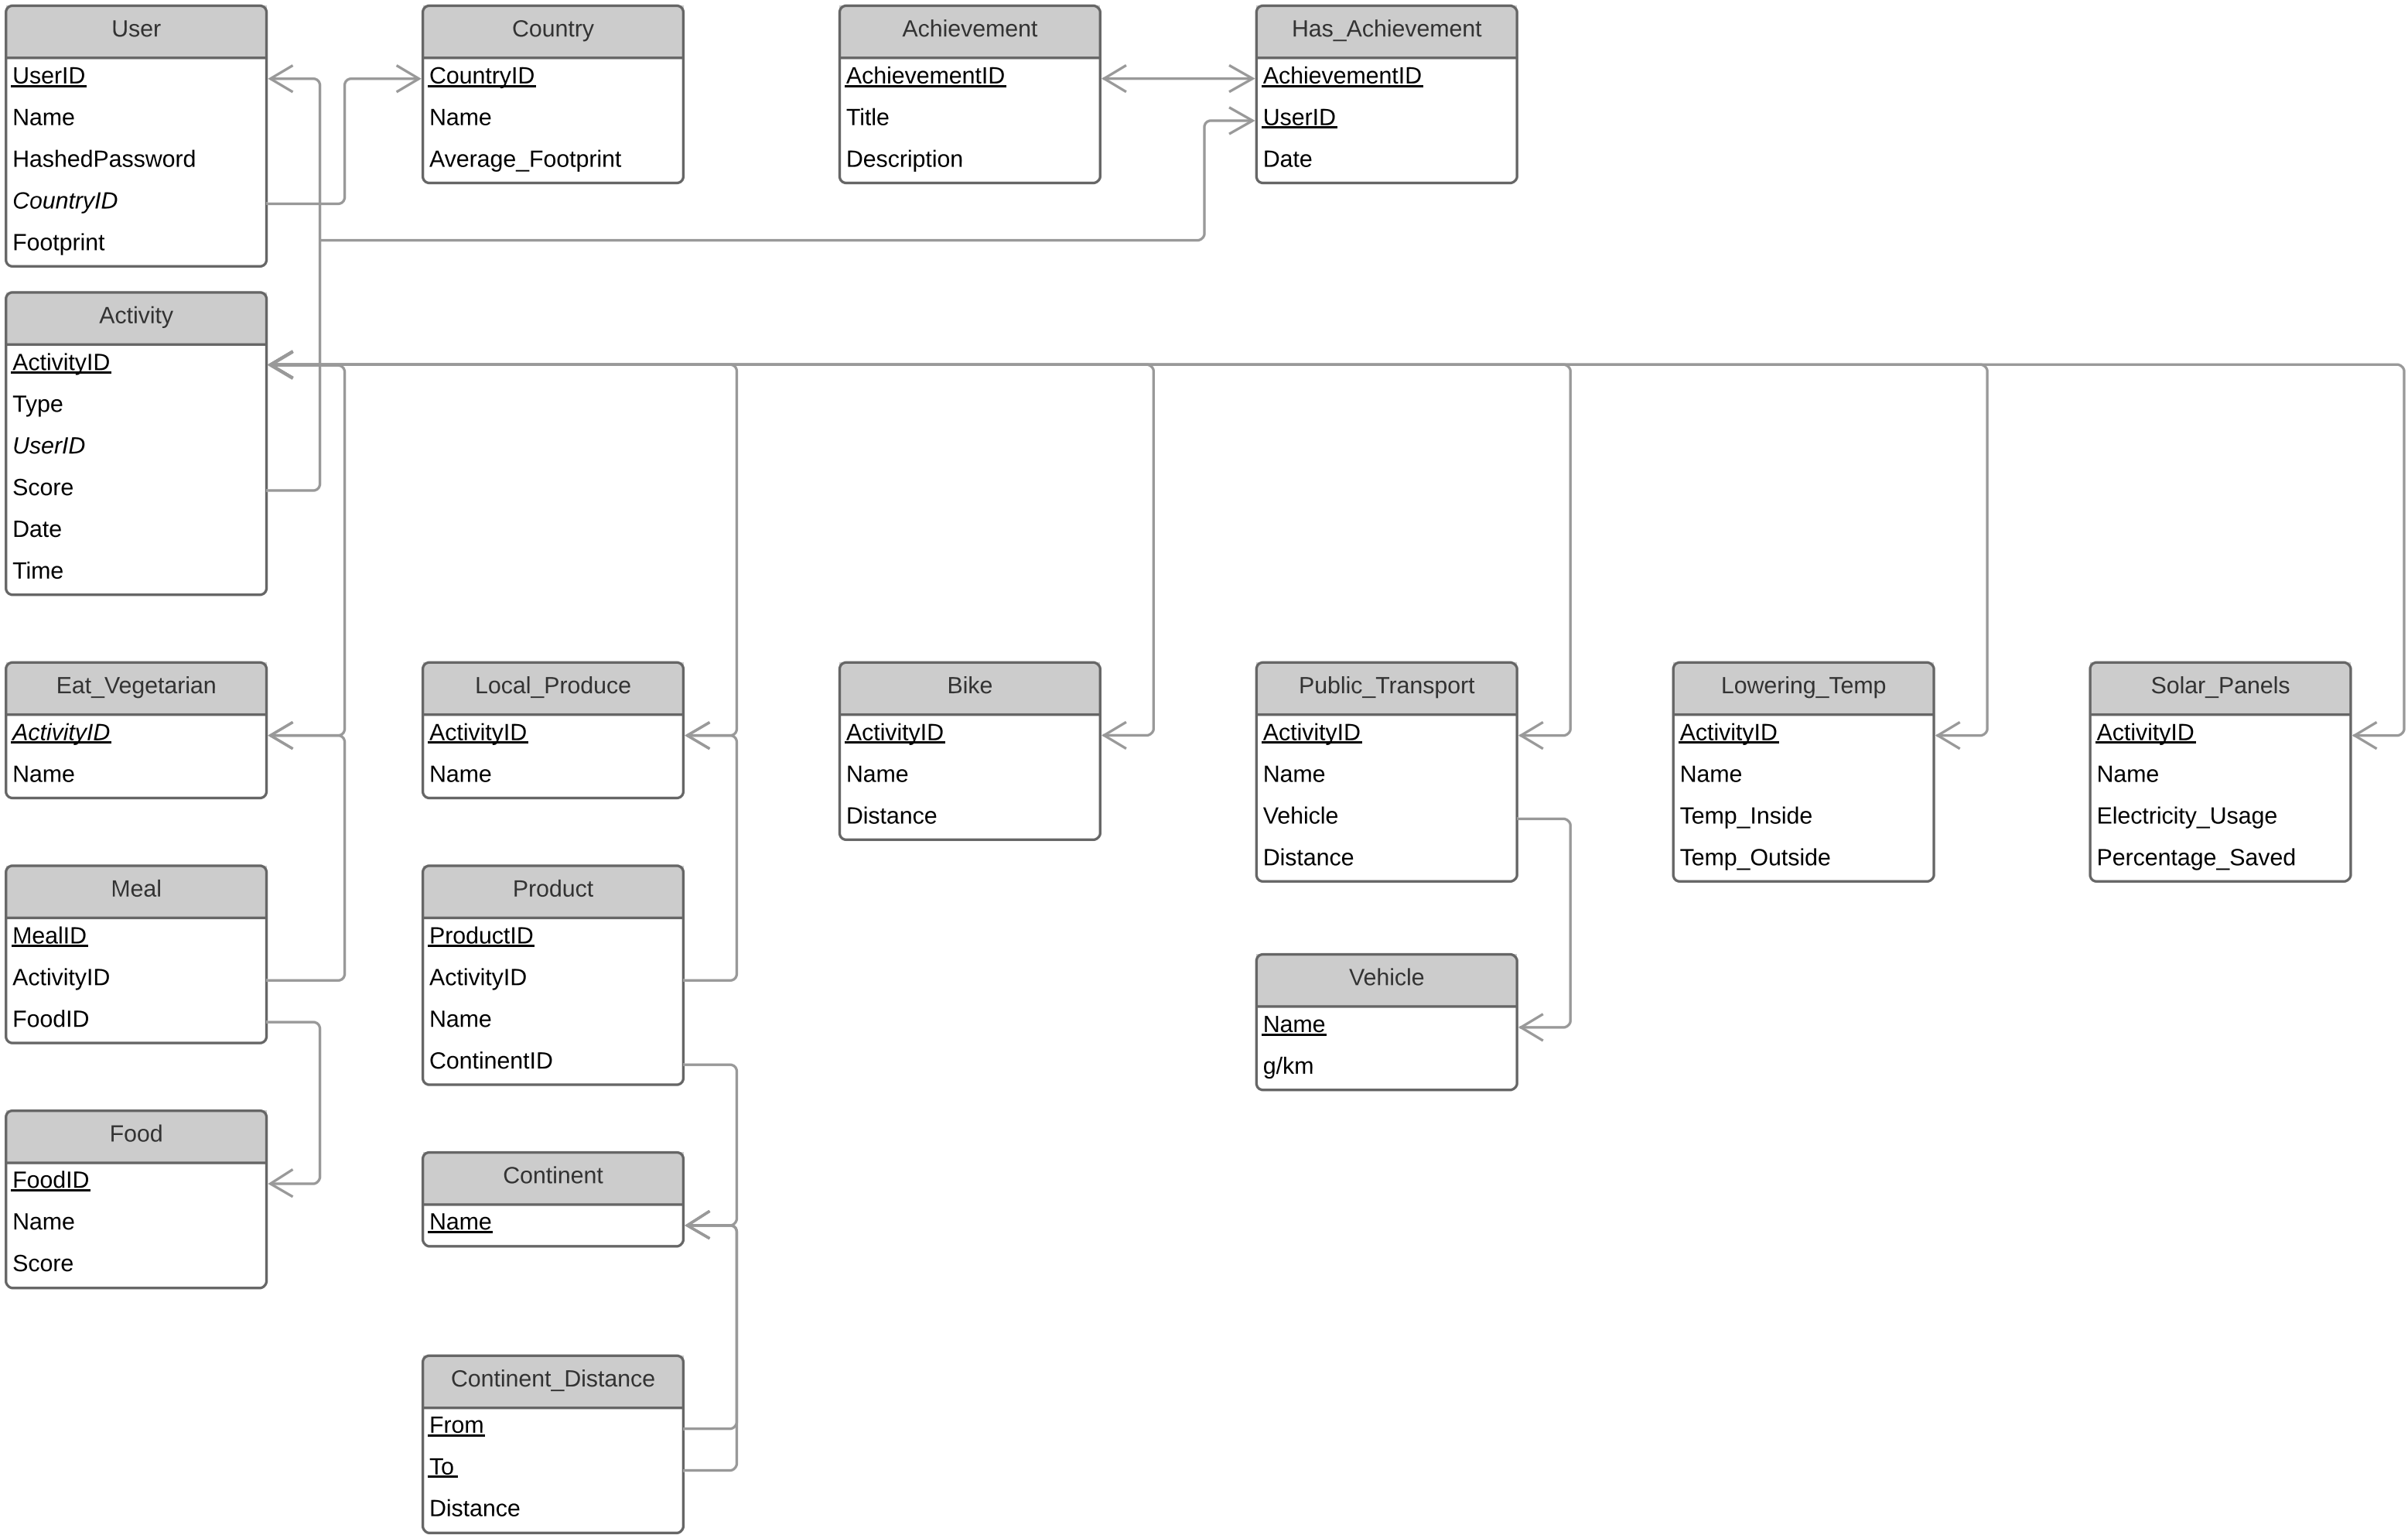 User
UserID
Name
HashedPassword
CountryID
Footprint
Country
CountryID
Name
Average_Footprint
Achievement
AchievementID
Title
Description
Has_Achievement
AchievementID
UserID
Date
Activity
ActivityID
Type
UserID
Score
Date
Time
Eat_Vegetarian
ActivityID
Name
Local_Produce
ActivityID
Name
Bike
ActivityID
Name
Distance
Public_Transport
ActivityID
Name
Vehicle
Distance
Lowering_Temp
ActivityID
Name
Temp_Inside
Temp_Outside
Solar_Panels
ActivityID
Name
Electricity_Usage
Percentage_Saved
Meal
MealID
ActivityID
FoodID
Product
ProductID
ActivityID
Name
ContinentID
Vehicle
Name
g/km
Food
FoodID
Name
Score
Continent
Name
Continent_Distance
From
To
Distance